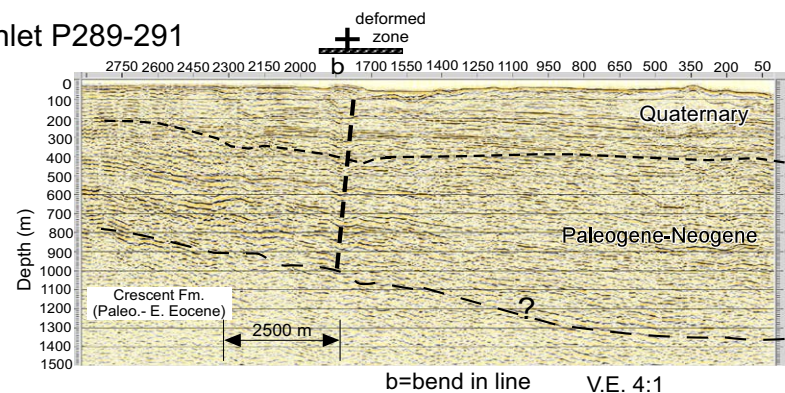 nlet P289-291
deformed
zone
+
b
2750 2600 2300 2150 2000 1700 1550 1400 1250 1100 950 800 650 500 350 200 50
0
100
200
300
400
500
600
700
800
900
1000
1100
1200
1300
1400
1500
Depth (m)
Quaternary
Paleogene-Neogene
Crescent Fm.
(Paleo.- E. Eocene)
?
2500 m
b=bend in line V.E. 4:1